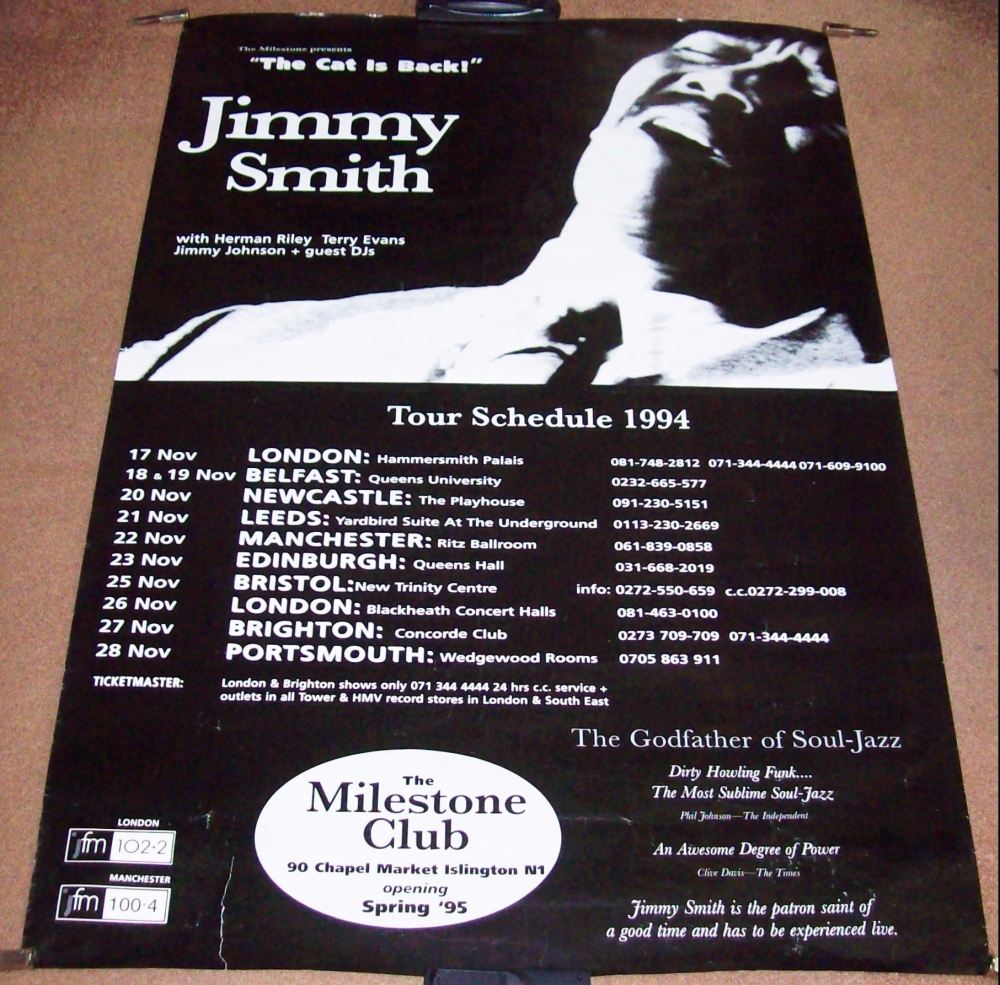 The Milestone presents
"The Cat Is Back!"
Jimmy
Smith
with Herman Riley Terry Evans
Jimmy Johnson + guest DJs
Tour Schedule 1994
17 Nov LONDON: Hammersmith Palais 081-748-2812 071-344-4444 071-609-9100
18 & 19 Nov BELFAST: Queens University 0232-665-577
20 Nov NEWCASTLE: The Playhouse 091-230-5151
21 Nov LEEDS: Yardbird Suite At The Underground 0113-230-2669
22 Nov MANCHESTER: Ritz Ballroom 061-839-0858
23 Nov EDINBURGH: Queens Hall 031-668-2019
25 Nov BRISTOL: New Trinity Centre info: 0272-550-659 c.c.0272-299-008
26 Nov LONDON: Blackheath Concert Halls 081-463-0100
27 Nov BRIGHTON: Concorde Club 0273 709-709 071-344-4444
28 Nov PORTSMOUTH: Wedgewood Rooms 0705 863 911
TICKETMASTER: London & Brighton shows only 071 344 4444 24 hrs c.c. service +
outlets in all Tower & HMV record stores in London & South East
The Godfather of Soul-Jazz
Dirty Howling Funk....
The Most Sublime Soul-Jazz
Phil Johnson—The Independent
An Awesome Degree of Power
Clive Davis—The Times
Jimmy Smith is the patron saint of
a good time and has to be experienced live.
The
Milestone
Club
90 Chapel Market Islington N1
opening
Spring '95
LONDON
jfm 102·2
MANCHESTER
jfm 100·4